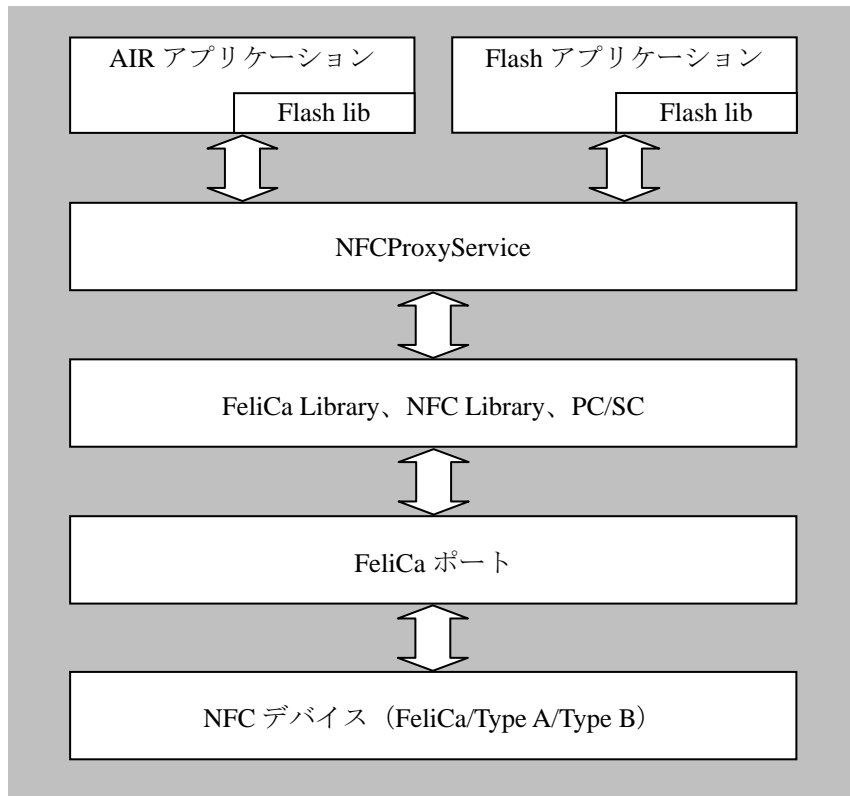 AIR アプリケーション
Flash lib
Flash アプリケーション
Flash lib
NFCProxyService
FeliCa Library、NFC Library、PC/SC
FeliCa ポート
NFC デバイス（FeliCa/Type A/Type B）